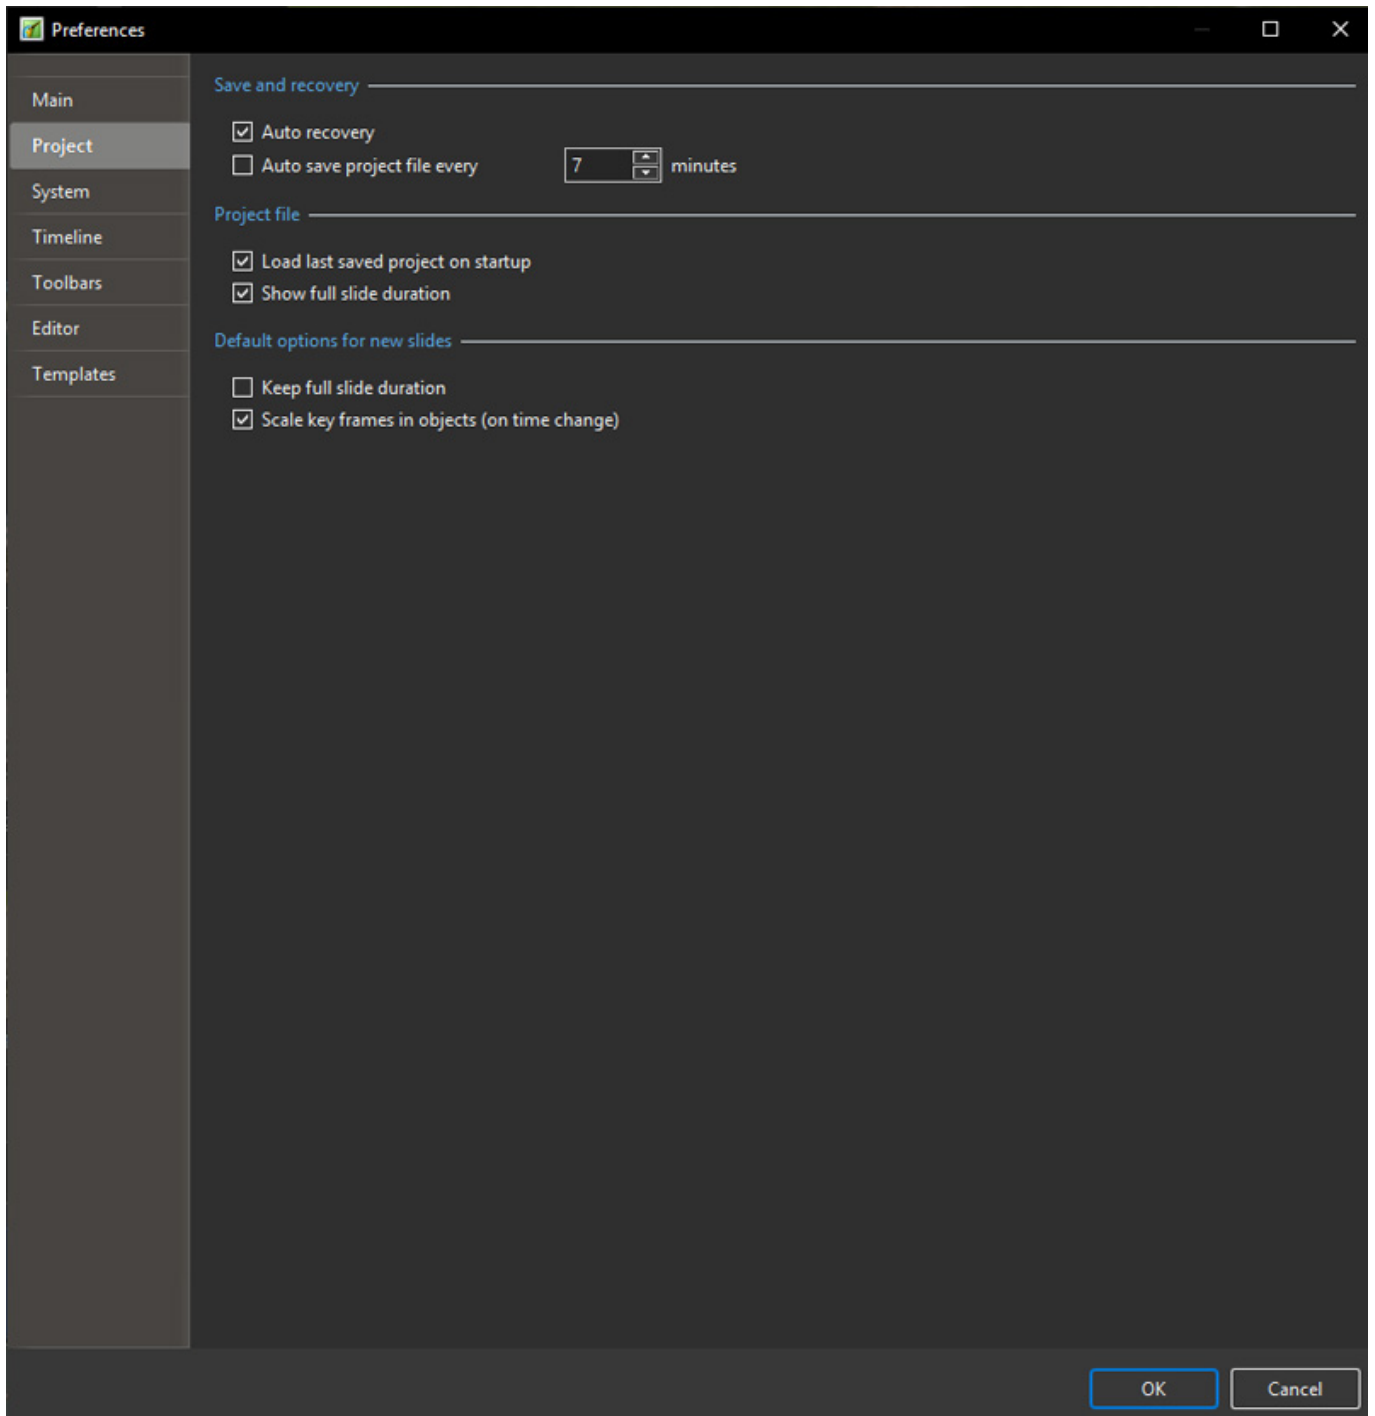 Preferences
Main
Project
System
Timeline
Toolbars
Editor
Templates
Save and recovery
Auto recovery
Auto save project file every 7 minutes
Project file
Load last saved project on startup
Show full slide duration
Default options for new slides
Keep full slide duration
Scale key frames in objects (on time change)
OK Cancel